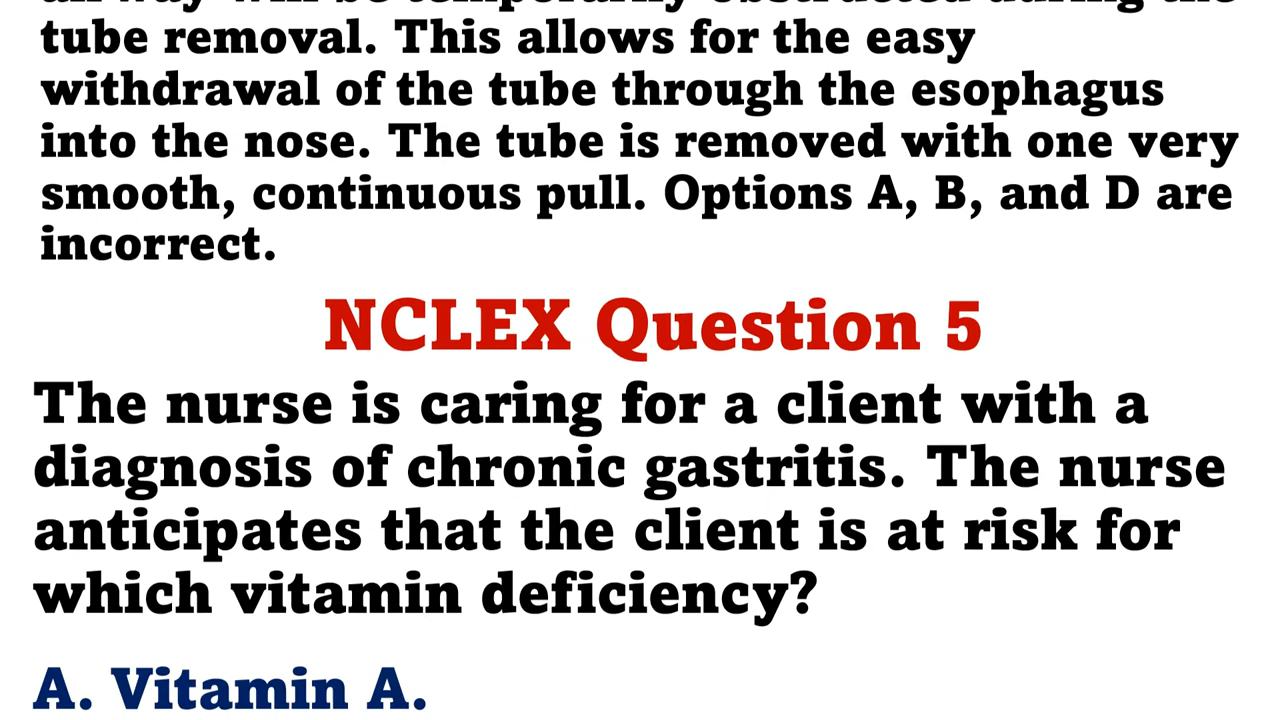 tube removal. This allows for the easy
withdrawal of the tube through the esophagus
into the nose. The tube is removed with one very
smooth, continuous pull. Options A, B, and D are
incorrect.
NCLEX Question 5
The nurse is caring for a client with a
diagnosis of chronic gastritis. The nurse
anticipates that the client is at risk for
which vitamin deficiency?
A. Vitamin A.